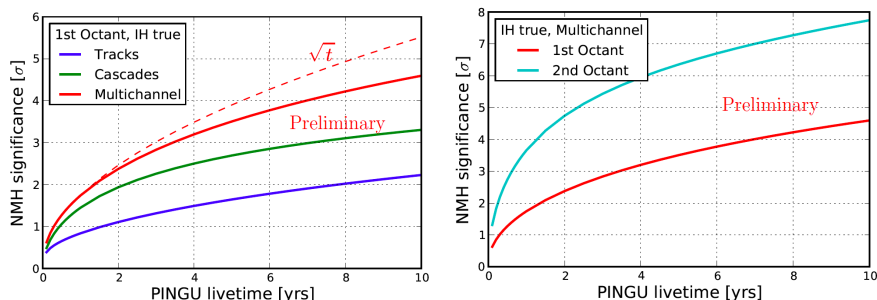 1st Octant, IH true
Tracks
Cascades
Multichannel
√t
Preliminary
NMH significance [σ]
6
5
4
3
2
1
0
0 2 4 6 8 10
PINGU livetime [yrs]
IH true, Multichannel
1st Octant
2nd Octant
Preliminary
NMH significance [σ]
8
7
6
5
4
3
2
1
0
0 2 4 6 8 10
PINGU livetime [yrs]